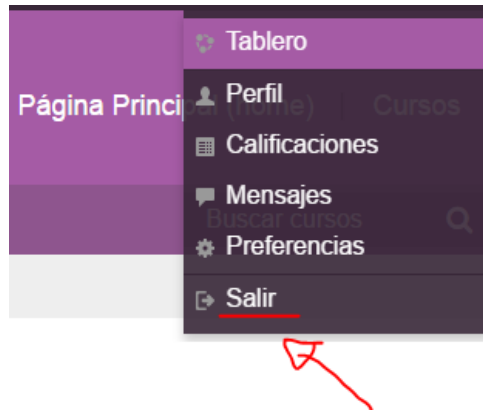 Tablero
Página Principal (home) Cursos
Perfil
Calificaciones
Mensajes
Buscar cursos
Preferencias
Salir